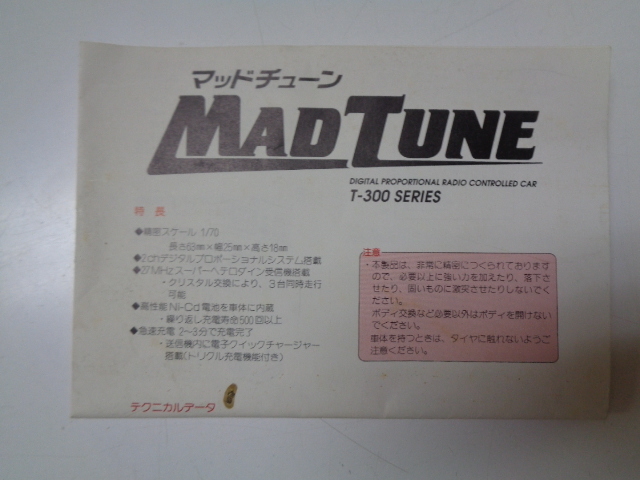 マッドチューン
MAD TUNE
DIGITAL PROPORTIONAL RADIO CONTROLLED CAR
T-300 SERIES
特長
◆精密スケール 1/70
長さ63mm×幅25mm×高さ18mm
◆2chデジタルプロポーショナルシステム搭載
◆27MHzスーパーヘテロダイン受信機搭載
・クリスタル交換により、3台同時走行
可能
◆高性能Ni-Cd電池を車体に内蔵
・繰り返し充電寿命500回以上
◆急速充電 2〜3分で充電完了
・送信機内に電子クイックチャージャー
搭載(トリクル充電機能付き)
注意
・本製品は、非常に精密につくられております
ので、必要以上に強い力を加えたり、落下さ
せたり、固いものに激突させたりしないでく
ださい。
ボディ交換など必要以外はボディを開けない
でください。
車体を持つときは、タイヤに触れないようご
注意ください。
テクニカルデータ